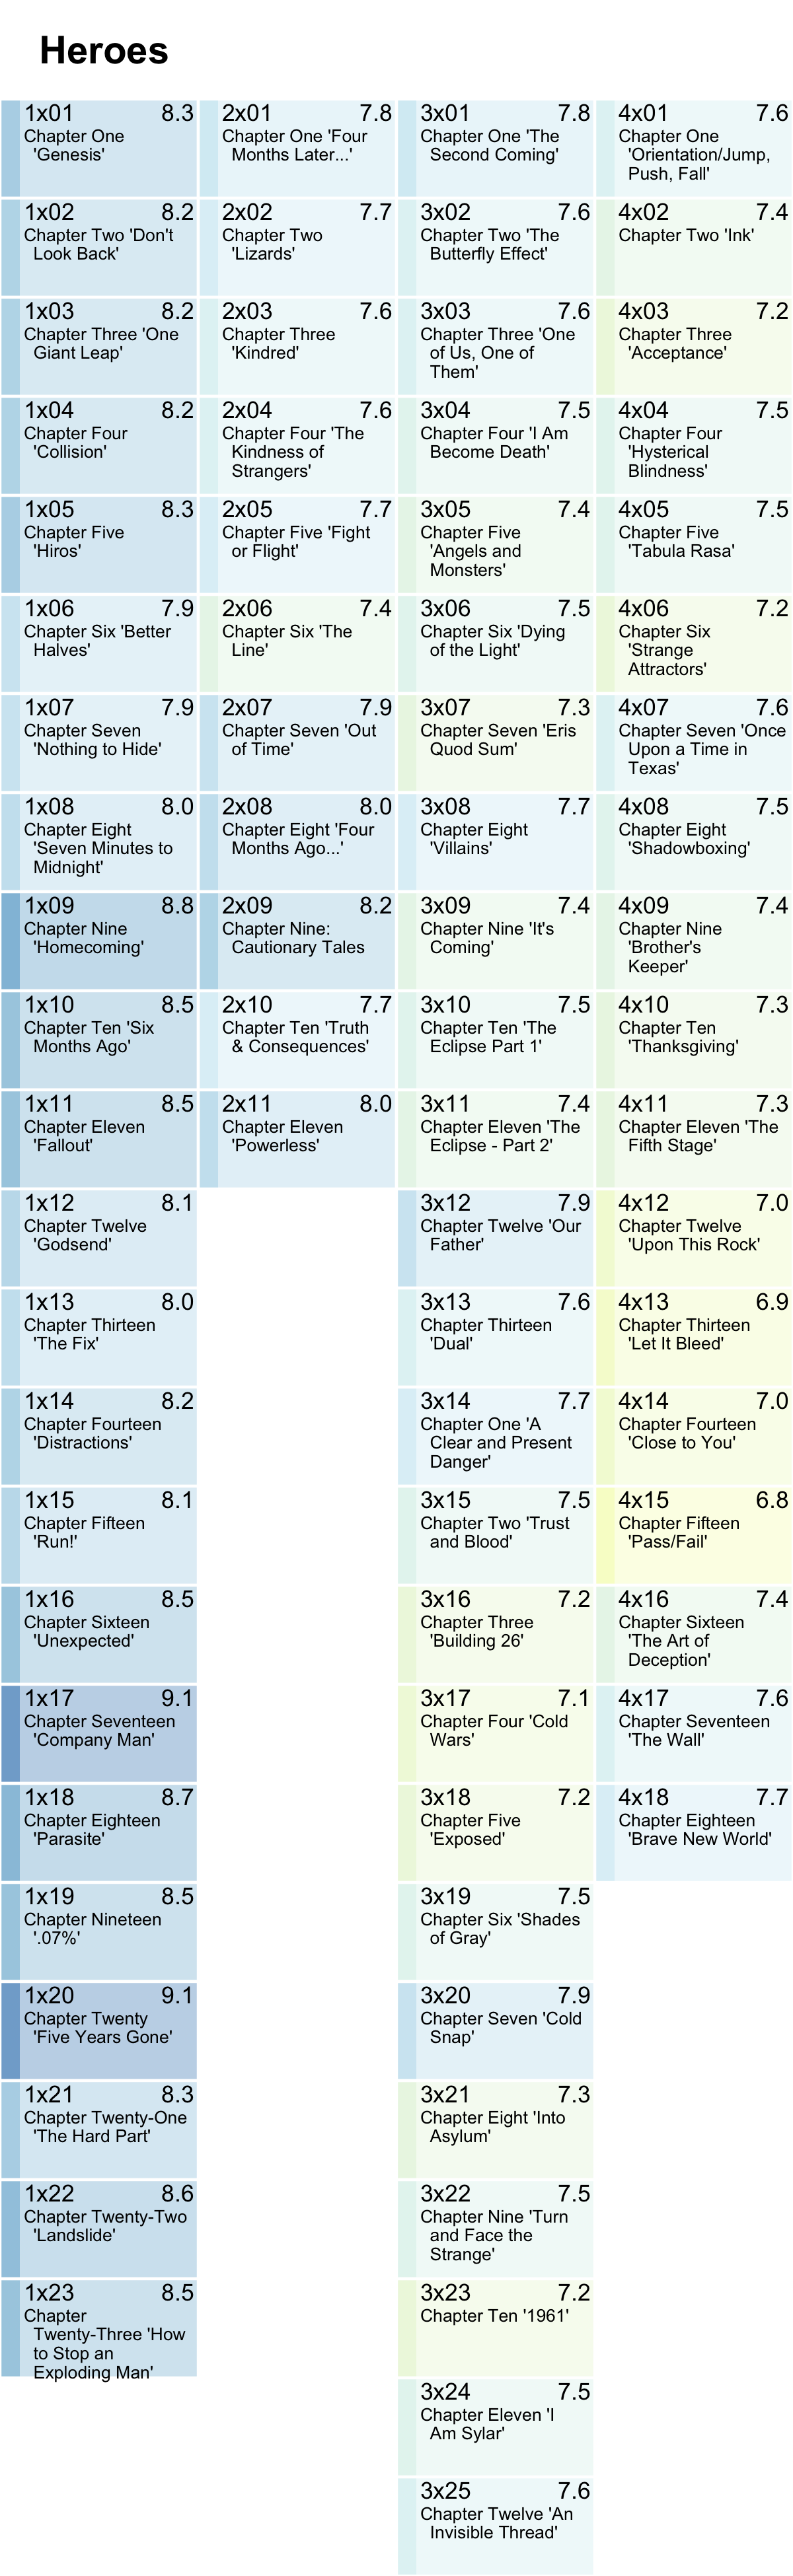 Heroes
1x01 8.3
Chapter One
'Genesis'
1x02 8.2
Chapter Two 'Don't
Look Back'
1x03 8.2
Chapter Three 'One
Giant Leap'
1x04 8.2
Chapter Four
'Collision'
1x05 8.3
Chapter Five
'Hiros'
1x06 7.9
Chapter Six 'Better
Halves'
1x07 7.9
Chapter Seven
'Nothing to Hide'
1x08 8.0
Chapter Eight
'Seven Minutes to
Midnight'
1x09 8.8
Chapter Nine
'Homecoming'
1x10 8.5
Chapter Ten 'Six
Months Ago'
1x11 8.5
Chapter Eleven
'Fallout'
1x12 8.1
Chapter Twelve
'Godsend'
1x13 8.0
Chapter Thirteen
'The Fix'
1x14 8.2
Chapter Fourteen
'Distractions'
1x15 8.1
Chapter Fifteen
'Run!'
1x16 8.5
Chapter Sixteen
'Unexpected'
1x17 9.1
Chapter Seventeen
'Company Man'
1x18 8.7
Chapter Eighteen
'Parasite'
1x19 8.5
Chapter Nineteen
'.07%'
1x20 9.1
Chapter Twenty
'Five Years Gone'
1x21 8.3
Chapter Twenty-One
'The Hard Part'
1x22 8.6
Chapter Twenty-Two
'Landslide'
1x23 8.5
Chapter
Twenty-Three 'How
to Stop an
Exploding Man'
2x01 7.8
Chapter One 'Four
Months Later...'
2x02 7.7
Chapter Two
'Lizards'
2x03 7.6
Chapter Three
'Kindred'
2x04 7.6
Chapter Four 'The
Kindness of
Strangers'
2x05 7.7
Chapter Five 'Fight
or Flight'
2x06 7.4
Chapter Six 'The
Line'
2x07 7.9
Chapter Seven 'Out
of Time'
2x08 8.0
Chapter Eight 'Four
Months Ago...'
2x09 8.2
Chapter Nine:
Cautionary Tales
2x10 7.7
Chapter Ten 'Truth
& Consequences'
2x11 8.0
Chapter Eleven
'Powerless'
3x01 7.8
Chapter One 'The
Second Coming'
3x02 7.6
Chapter Two 'The
Butterfly Effect'
3x03 7.6
Chapter Three 'One
of Us, One of
Them'
3x04 7.5
Chapter Four 'I Am
Become Death'
3x05 7.4
Chapter Five
'Angels and
Monsters'
3x06 7.5
Chapter Six 'Dying
of the Light'
3x07 7.3
Chapter Seven 'Eris
Quod Sum'
3x08 7.7
Chapter Eight
'Villains'
3x09 7.4
Chapter Nine 'It's
Coming'
3x10 7.5
Chapter Ten 'The
Eclipse Part 1'
3x11 7.4
Chapter Eleven 'The
Eclipse - Part 2'
3x12 7.9
Chapter Twelve 'Our
Father'
3x13 7.6
Chapter Thirteen
'Dual'
3x14 7.7
Chapter One 'A
Clear and Present
Danger'
3x15 7.5
Chapter Two 'Trust
and Blood'
3x16 7.2
Chapter Three
'Building 26'
3x17 7.1
Chapter Four 'Cold
Wars'
3x18 7.2
Chapter Five
'Exposed'
3x19 7.5
Chapter Six 'Shades
of Gray'
3x20 7.9
Chapter Seven 'Cold
Snap'
3x21 7.3
Chapter Eight 'Into
Asylum'
3x22 7.5
Chapter Nine 'Turn
and Face the
Strange'
3x23 7.2
Chapter Ten '1961'
3x24 7.5
Chapter Eleven 'I
Am Sylar'
3x25 7.6
Chapter Twelve 'An
Invisible Thread'
4x01 7.6
Chapter One
'Orientation/Jump,
Push, Fall'
4x02 7.4
Chapter Two 'Ink'
4x03 7.2
Chapter Three
'Acceptance'
4x04 7.5
Chapter Four
'Hysterical
Blindness'
4x05 7.5
Chapter Five
'Tabula Rasa'
4x06 7.2
Chapter Six
'Strange
Attractors'
4x07 7.6
Chapter Seven 'Once
Upon a Time in
Texas'
4x08 7.5
Chapter Eight
'Shadowboxing'
4x09 7.4
Chapter Nine
'Brother's
Keeper'
4x10 7.3
Chapter Ten
'Thanksgiving'
4x11 7.3
Chapter Eleven 'The
Fifth Stage'
4x12 7.0
Chapter Twelve
'Upon This Rock'
4x13 6.9
Chapter Thirteen
'Let It Bleed'
4x14 7.0
Chapter Fourteen
'Close to You'
4x15 6.8
Chapter Fifteen
'Pass/Fail'
4x16 7.4
Chapter Sixteen
'The Art of
Deception'
4x17 7.6
Chapter Seventeen
'The Wall'
4x18 7.7
Chapter Eighteen
'Brave New World'